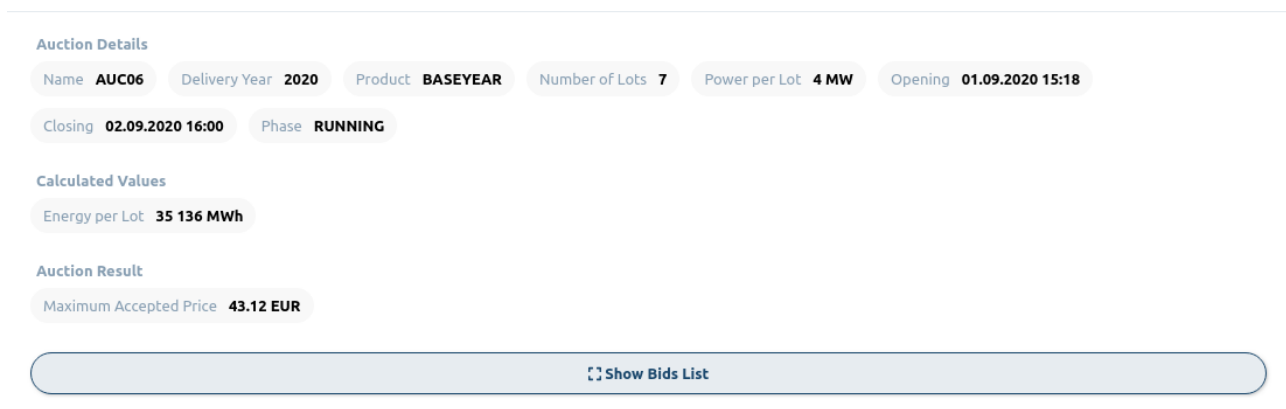 Auction Details
Name AUC06 Delivery Year 2020 Product BASEYEAR Number of Lots 7 Power per Lot 4 MW Opening 01.09.2020 15:18
Closing 02.09.2020 16:00 Phase RUNNING
Calculated Values
Energy per Lot 35 136 MWh
Auction Result
Maximum Accepted Price 43.12 EUR
Show Bids List